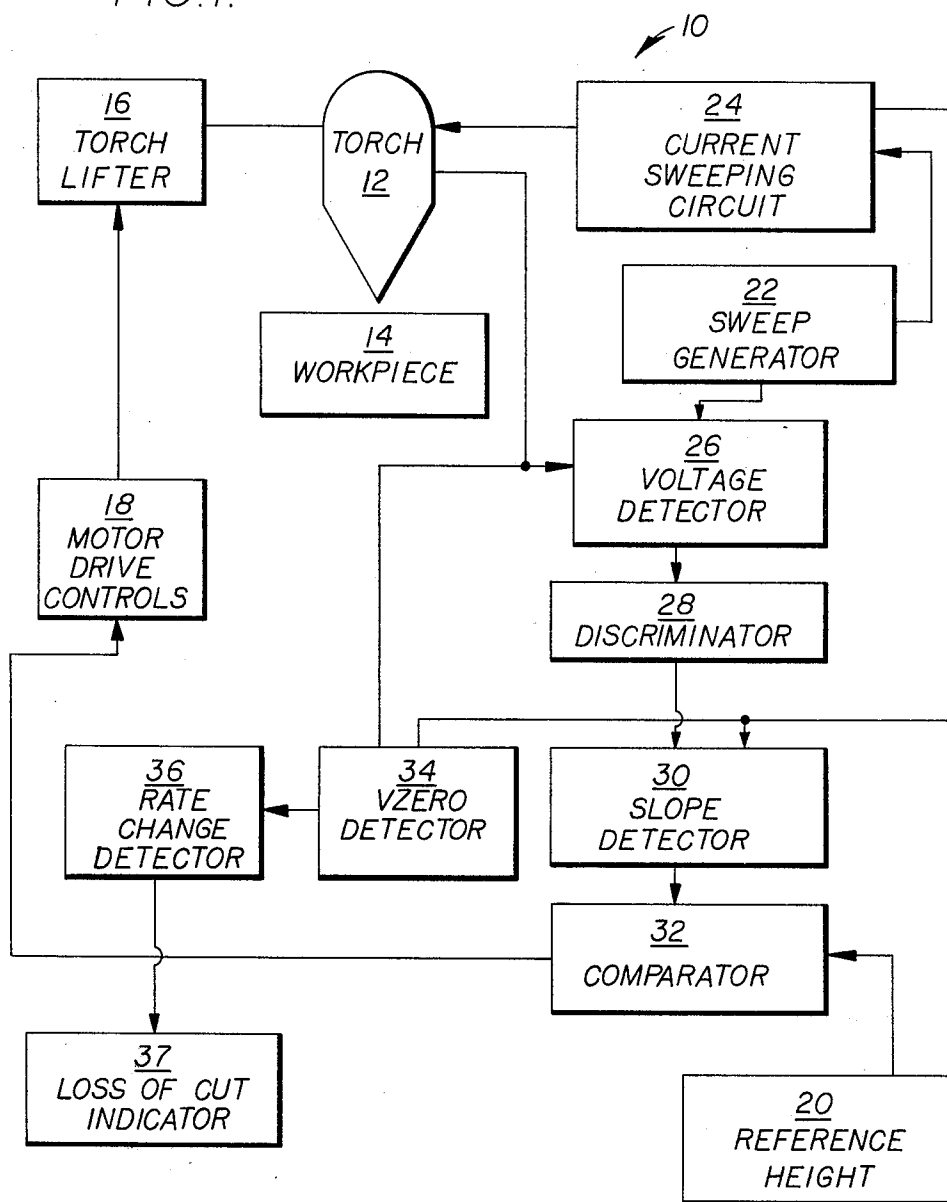 10
16
TORCH
LIFTER
TORCH
12
24
CURRENT
SWEEPING
CIRCUIT
22
SWEEP
GENERATOR
14
WORKPIECE
26
VOLTAGE
DETECTOR
18
MOTOR
DRIVE
CONTROLS
28
DISCRIMINATOR
36
RATE
CHANGE
DETECTOR
34
VZERO
DETECTOR
30
SLOPE
DETECTOR
32
COMPARATOR
37
LOSS OF CUT
INDICATOR
20
REFERENCE
HEIGHT